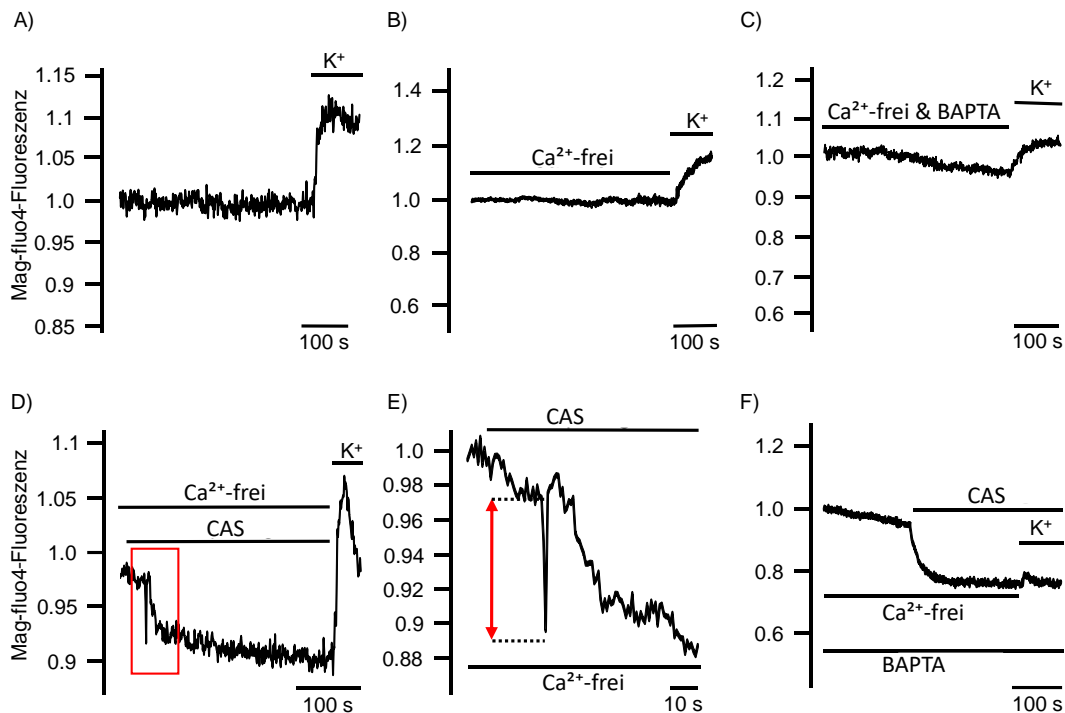 A)
K⁺
1.15
1.1
1.05
1.0
0.95
0.9
0.85
100 s
Mag-fluo4-Fluoreszenz
B)
K⁺
1.4
1.2
1.0
0.8
0.6
Ca²⁺-frei
100 s
C)
K⁺
1.2
1.1
1.0
0.9
0.8
0.7
0.6
Ca²⁺-frei & BAPTA
100 s
D)
K⁺
1.1
1.05
1.0
0.95
0.9
Ca²⁺-frei
CAS
100 s
Mag-fluo4-Fluoreszenz
E)
CAS
1.0
0.98
0.96
0.94
0.92
0.9
0.88
Ca²⁺-frei
10 s
F)
1.2
1.0
0.8
0.6
CAS
K⁺
Ca²⁺-frei
BAPTA
100 s